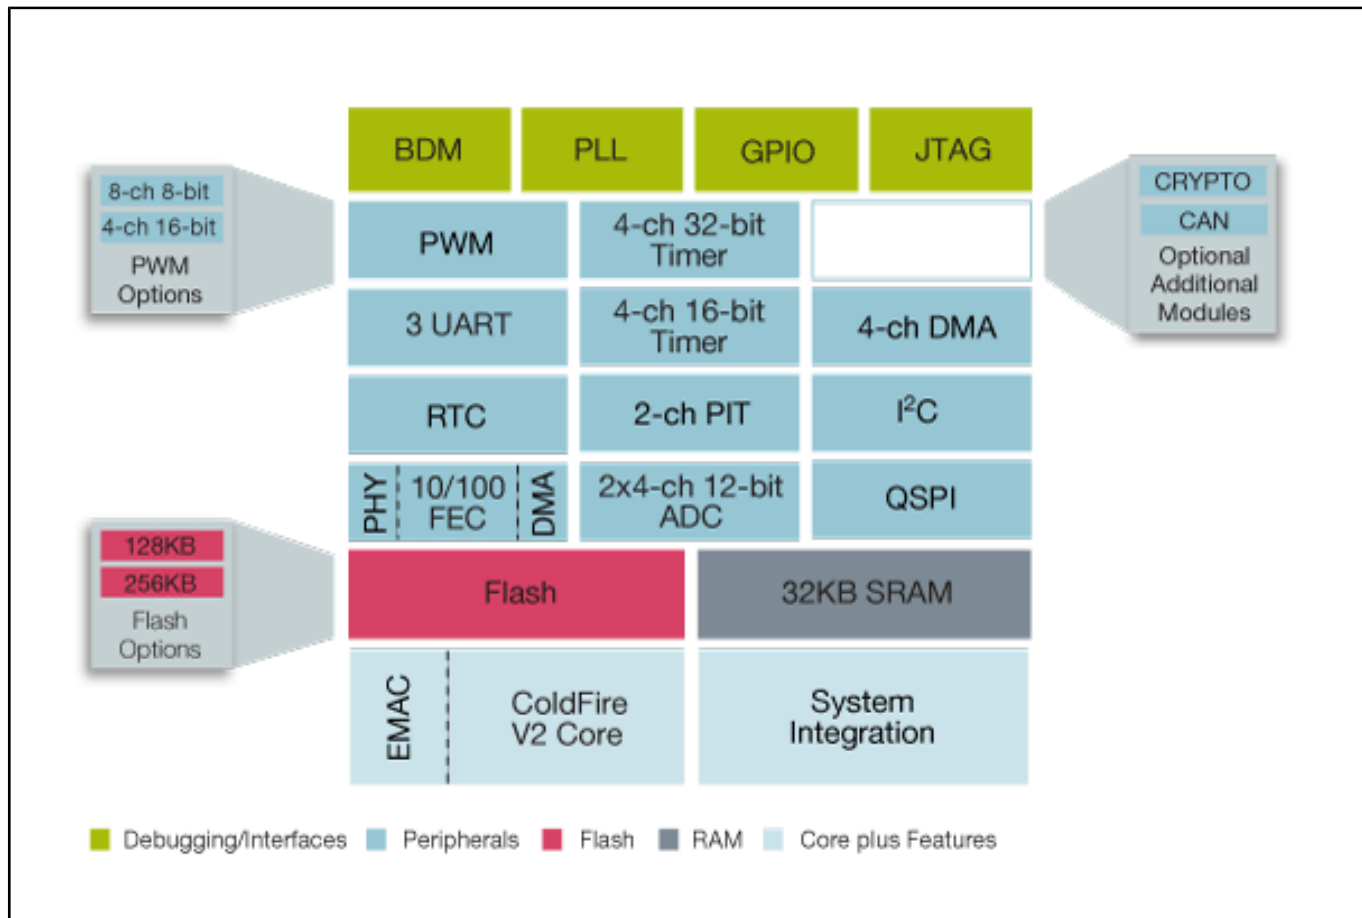 BDM
PLL
GPIO
JTAG
8-ch 8-bit
4-ch 16-bit
PWM
Options
PWM
4-ch 32-bit
Timer
CRYPTO
CAN
Optional
Additional
Modules
3 UART
4-ch 16-bit
Timer
4-ch DMA
RTC
2-ch PIT
I²C
PHY
10/100
FEC
DMA
2x4-ch 12-bit
ADC
QSPI
128KB
256KB
Flash
Options
Flash
32KB SRAM
EMAC
ColdFire
V2 Core
System
Integration
Debugging/Interfaces
Peripherals
Flash
RAM
Core plus Features